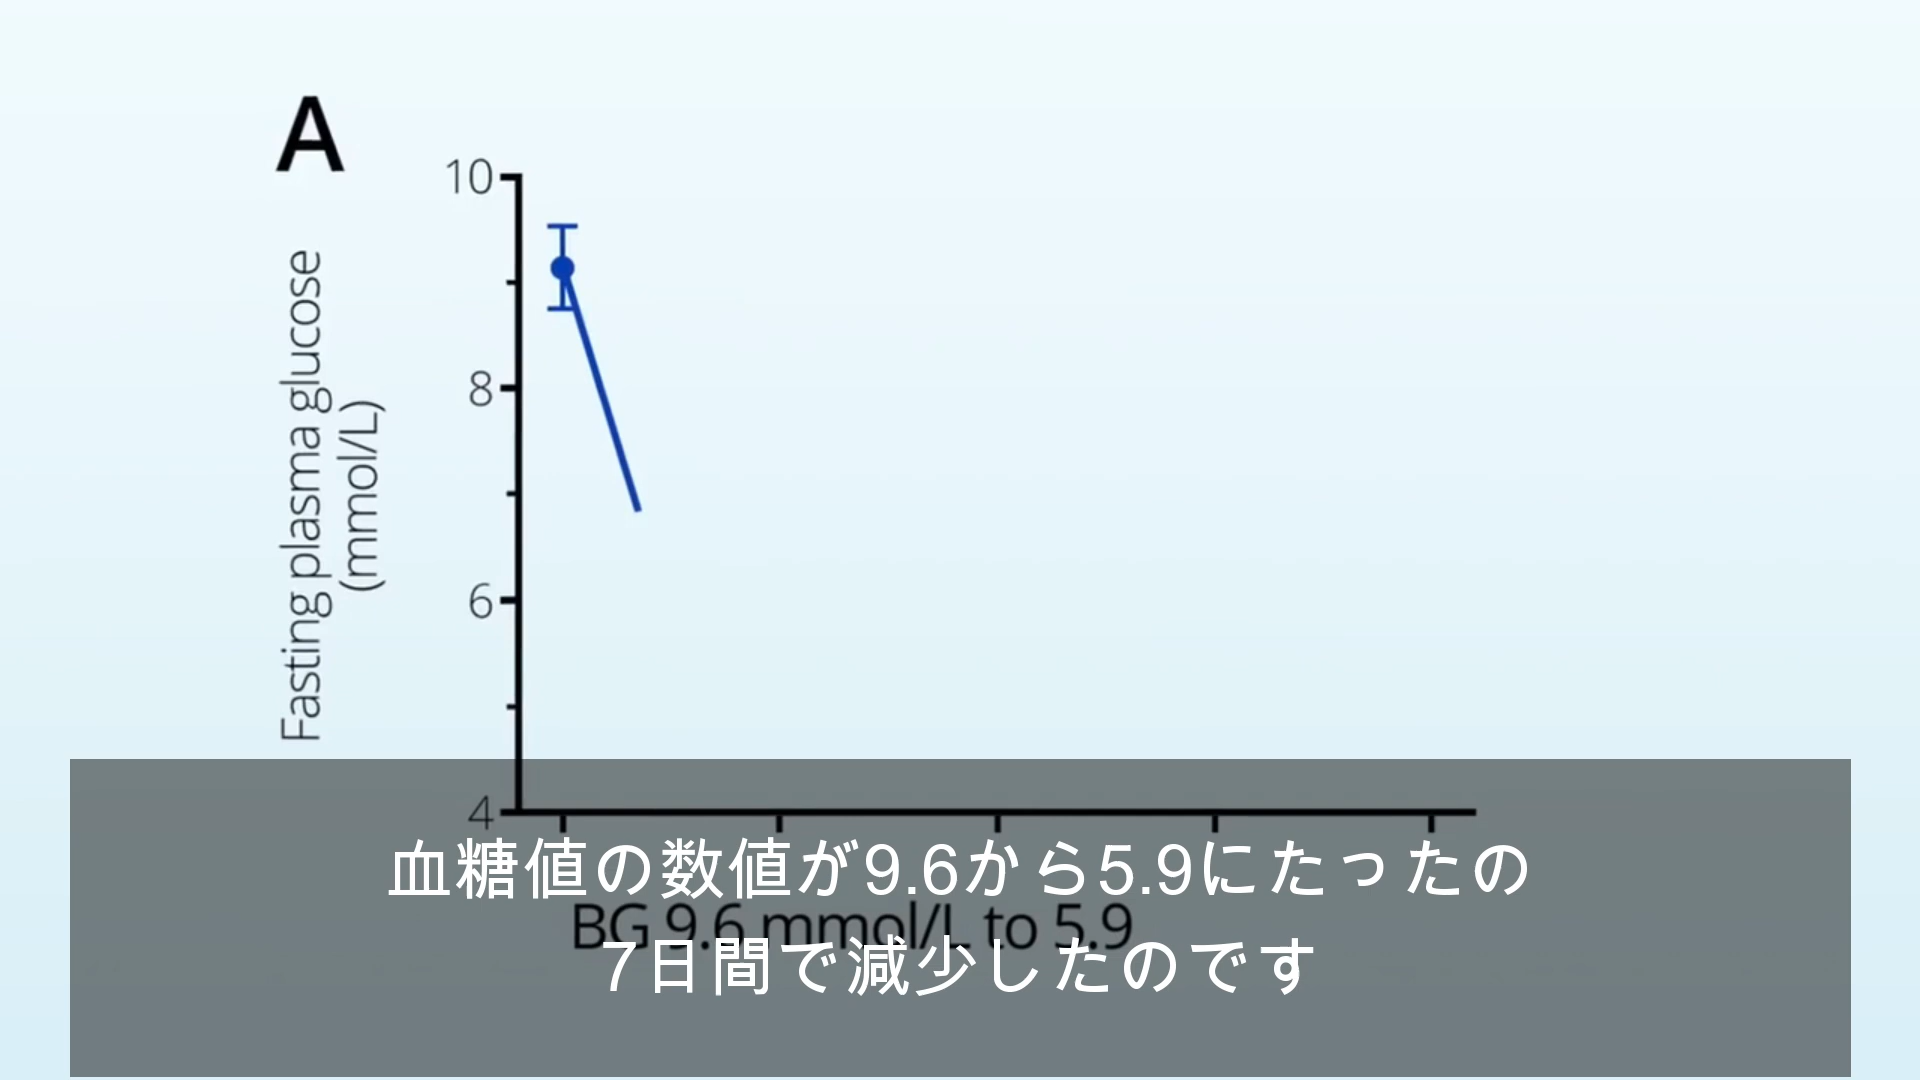 A
10
8
6
4
Fasting plasma glucose
(mmol/L)
血糖値の数値が9.6から5.9にたったの
BG 9.6 mmol/L to 5.9
7日間で減少したのです